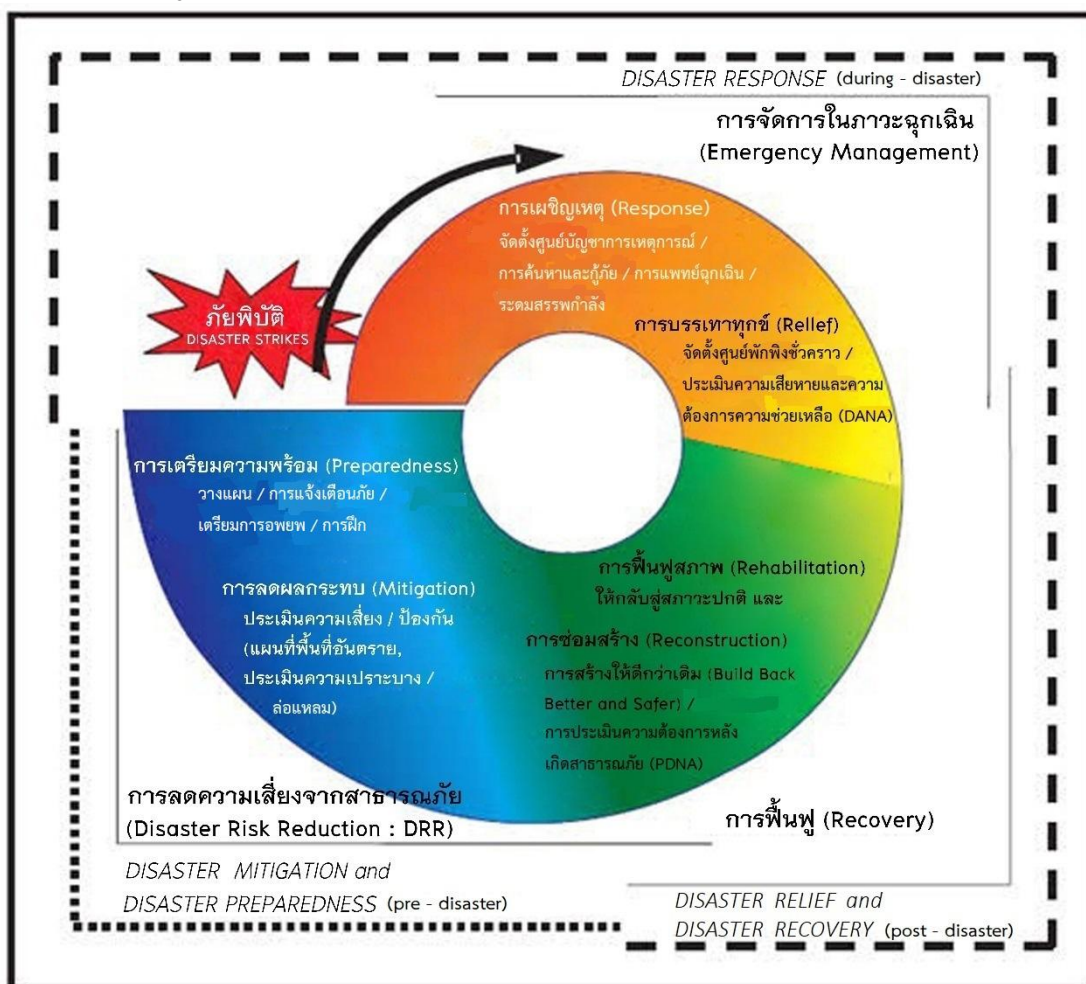 DISASTER RESPONSE (during - disaster)
การจัดการในภาวะฉุกเฉิน
(Emergency Management)
การเผชิญเหตุ (Response)
จัดตั้งศูนย์บัญชาการเหตุการณ์ /
การค้นหาและกู้ภัย / การแพทย์ฉุกเฉิน /
ระดมสรรพกำลัง
ภัยพิบัติ
DISASTER STRIKES
การบรรเทาทุกข์ (Rellef)
จัดตั้งศูนย์พักพิงชั่วคราว /
ประเมินความเสียหายและความ
ต้องการความช่วยเหลือ (DANA)
การเตรียมความพร้อม (Preparedness)
วางแผน / การแจ้งเตือนภัย /
เตรียมการอพยพ / การฝึก
การลดผลกระทบ (Mitigation)
ประเมินความเสี่ยง / ป้องกัน
(แผนที่พื้นที่อันตราย,
ประเมินความเปราะบาง /
ล่อแหลม)
การฟื้นฟูสภาพ (Rehabilitation)
ให้กลับสู่สภาวะปกติ และ
การซ่อมสร้าง (Reconstruction)
การสร้างให้ดีกว่าเดิม (Build Back
Better and Safer) /
การประเมินความต้องการหลัง
เกิดสาธารณภัย (PDNA)
การลดความเสี่ยงจากสาธารณภัย
(Disaster Risk Reduction : DRR)
การฟื้นฟู (Recovery)
DISASTER MITIGATION and
DISASTER PREPAREDNESS (pre - disaster)
DISASTER RELIEF and
DISASTER RECOVERY (post - disaster)